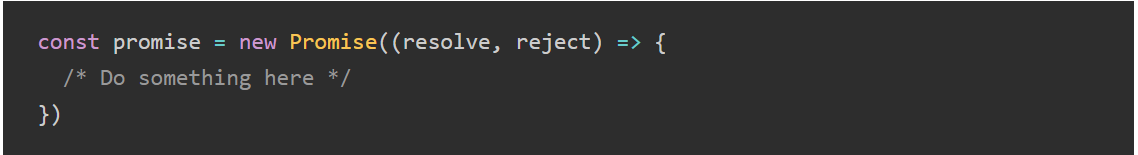 const promise = new Promise((resolve, reject) => {
  /* Do something here */
})